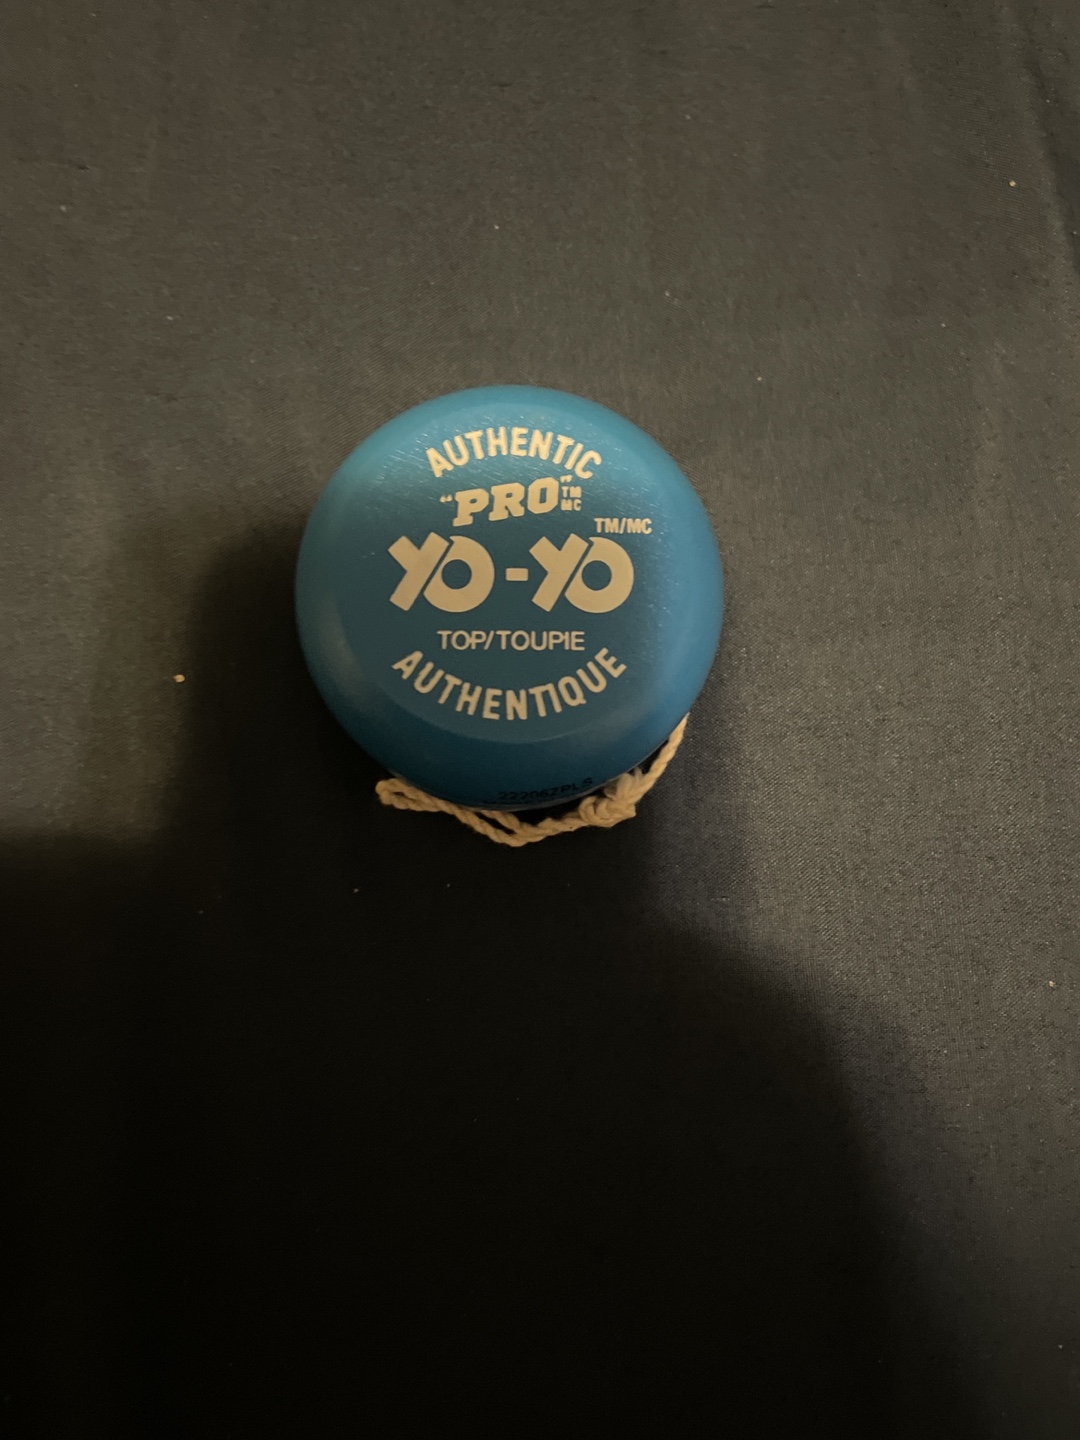 AUTHENTIC
"PRO" TM MC
YO-YO TM/MC
TOP/TOUPIE
AUTHENTIQUE